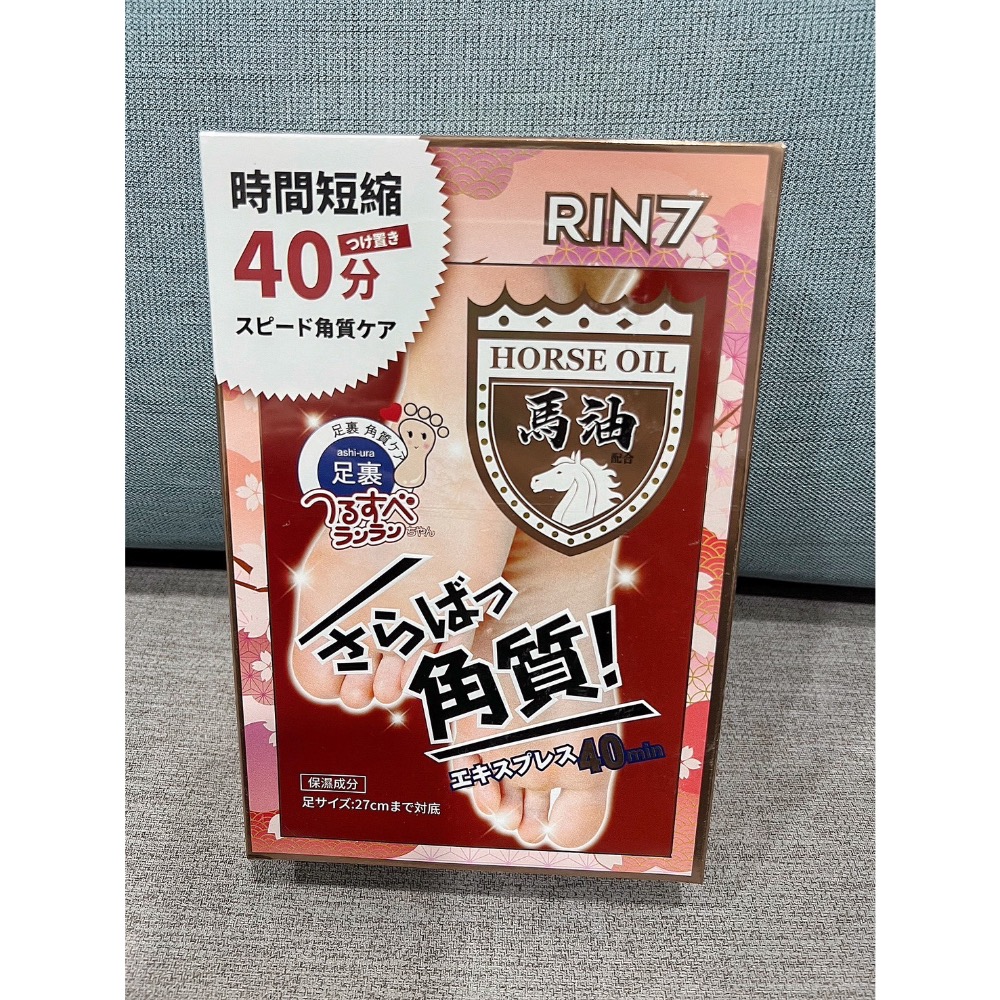 時間短縮
つけ置き
40分
スピード角質ケア
RIN7
HORSE OIL
馬油
配合
足裏 角質ケア
ashi-ura
足裏
つるすべ
ランランちゃん
さらばっ
角質!
エキスプレス40min
保濕成分
足サイズ:27cmまで対底